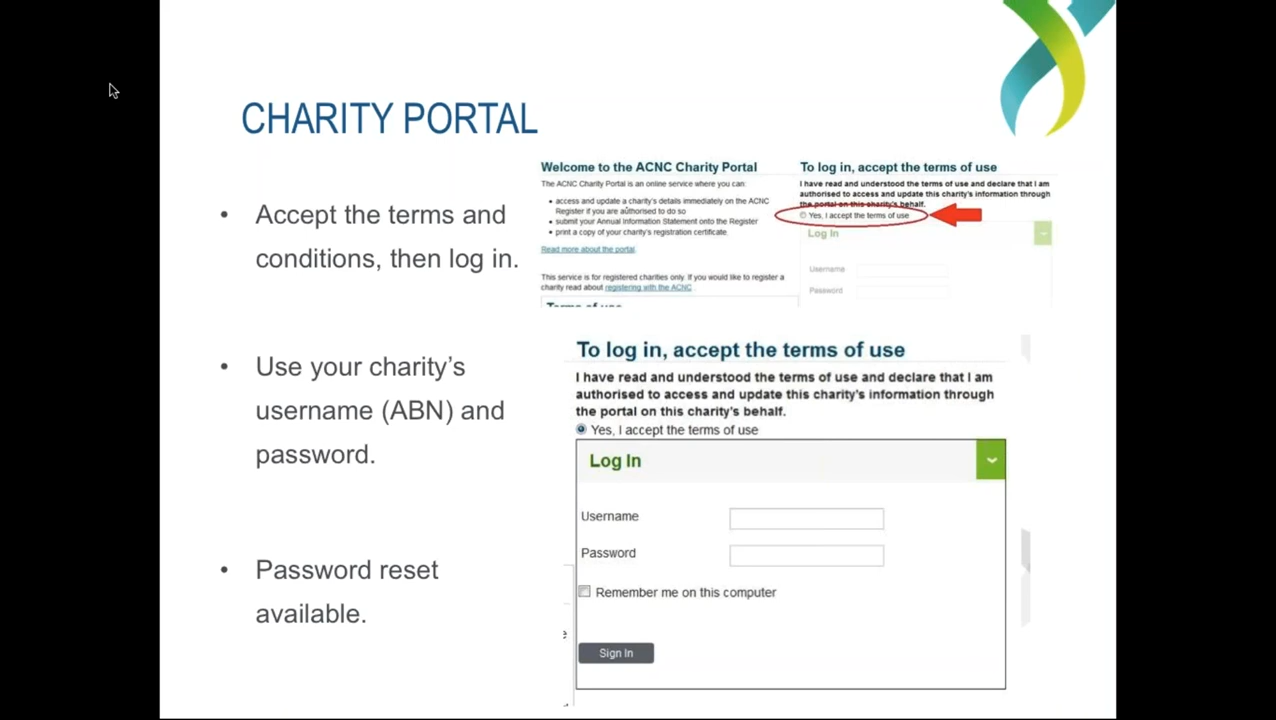 CHARITY PORTAL
• Accept the terms and
conditions, then log in.
• Use your charity’s
username (ABN) and
password.
• Password reset
available.
Welcome to the ACNC Charity Portal
The ACNC Charity Portal is an online service where you can:
• access and update a charity's details immediately on the ACNC
Register if you are authorised to do so
• submit your Annual Information Statement onto the Register
• print a copy of your charity's registration certificate.
Read more about the portal.
This service is for registered charities only. If you would like to register a
charity read about registering with the ACNC
Terms of use
To log in, accept the terms of use
I have read and understood the terms of use and declare that I am
authorised to access and update this charity's information through
the portal on this charity's behalf.
Yes, I accept the terms of use
Log In
Username
Password
To log in, accept the terms of use
I have read and understood the terms of use and declare that I am
authorised to access and update this charity's information through
the portal on this charity's behalf.
Yes, I accept the terms of use
Log In
Username
Password
Remember me on this computer
Sign In